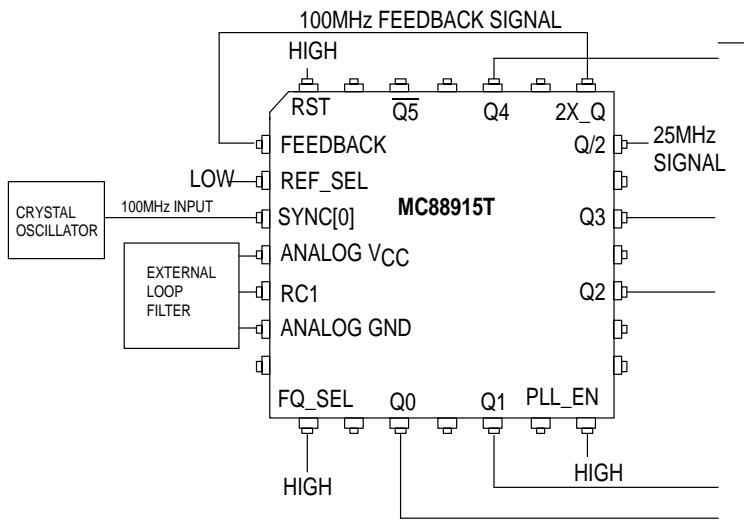 100MHz FEEDBACK SIGNAL
HIGH
RST Q5 Q4 2X_Q
FEEDBACK Q/2 25MHz
SIGNAL
LOW REF_SEL
MC88915T
CRYSTAL
OSCILLATOR
100MHz INPUT SYNC[0] Q3
ANALOG VCC
EXTERNAL
LOOP
FILTER
RC1 Q2
ANALOG GND
FQ_SEL Q0 Q1 PLL_EN
HIGH HIGH